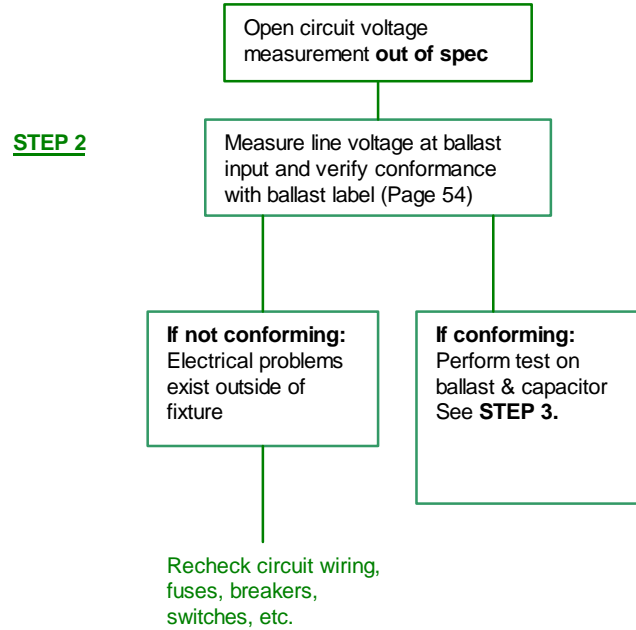 Open circuit voltage
measurement out of spec
STEP 2
Measure line voltage at ballast
input and verify conformance
with ballast label (Page 54)
If not conforming:
Electrical problems
exist outside of
fixture
If conforming:
Perform test on
ballast & capacitor
See STEP 3.
Recheck circuit wiring,
fuses, breakers,
switches, etc.